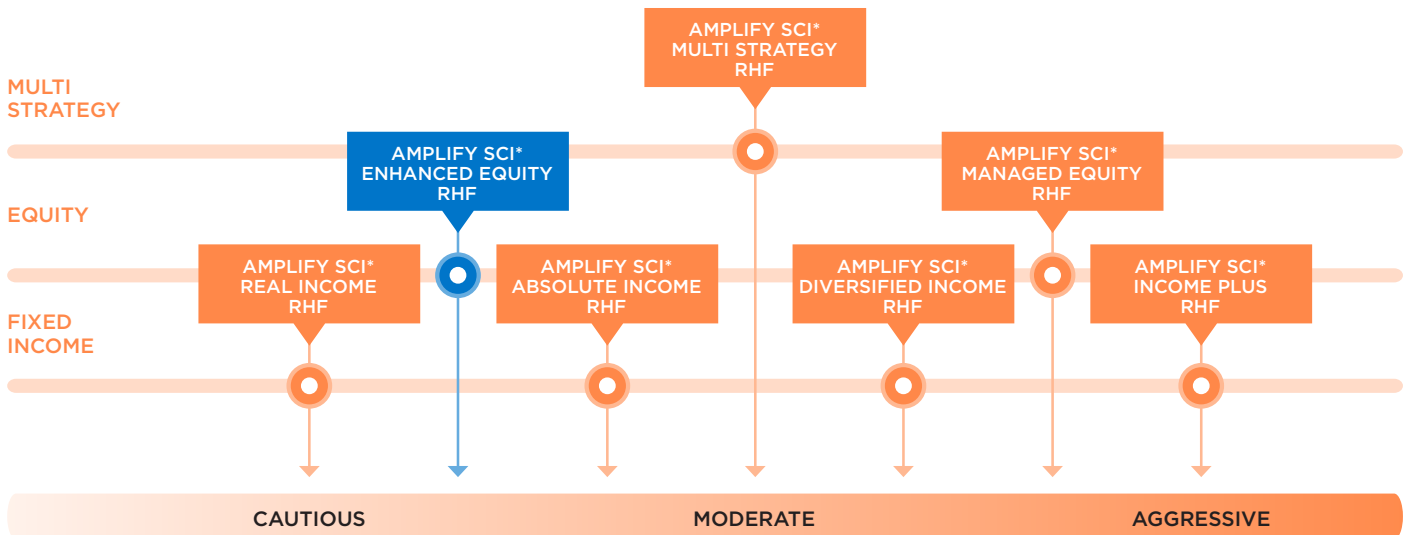 AMPLIFY SCI*
MULTI STRATEGY
RHF
MULTI
STRATEGY
AMPLIFY SCI*
ENHANCED EQUITY
RHF
AMPLIFY SCI*
MANAGED EQUITY
RHF
EQUITY
AMPLIFY SCI*
REAL INCOME
RHF
AMPLIFY SCI*
ABSOLUTE INCOME
RHF
AMPLIFY SCI*
DIVERSIFIED INCOME
RHF
AMPLIFY SCI*
INCOME PLUS
RHF
FIXED
INCOME
CAUTIOUS
MODERATE
AGGRESSIVE